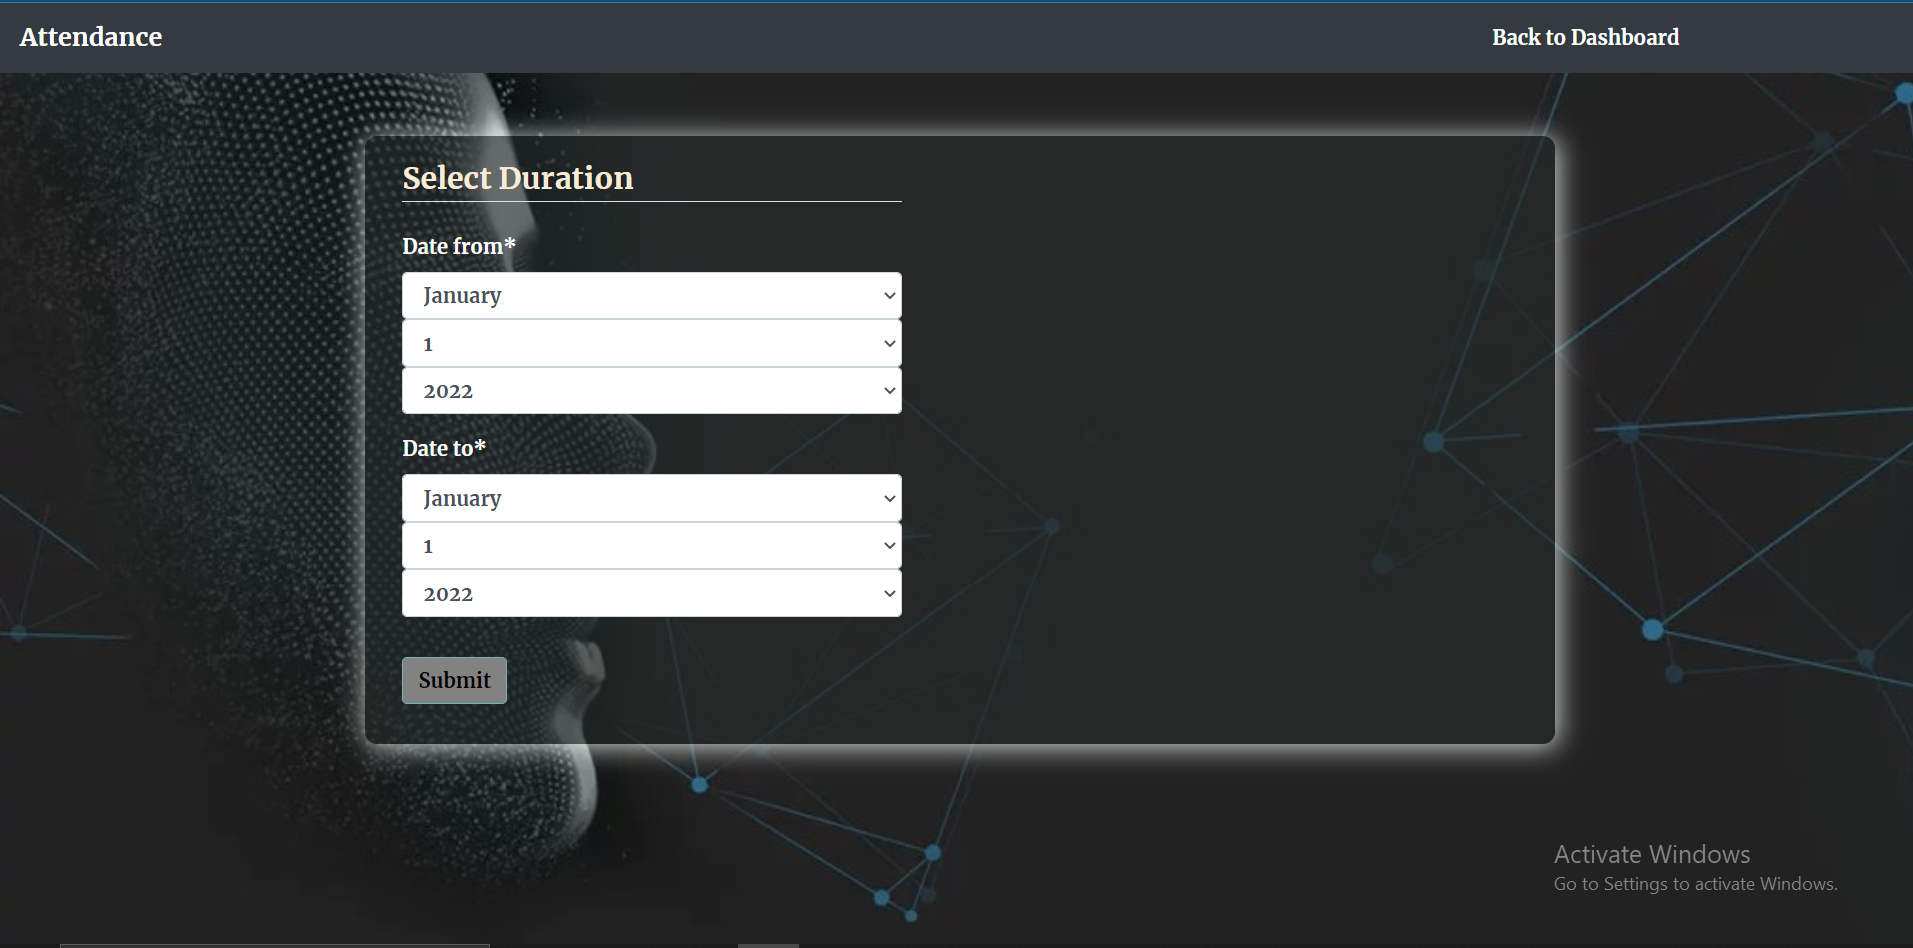 Attendance
Back to Dashboard
Select Duration
Date from*
January
1
2022
Date to*
January
1
2022
Submit
Activate Windows
Go to Settings to activate Windows.